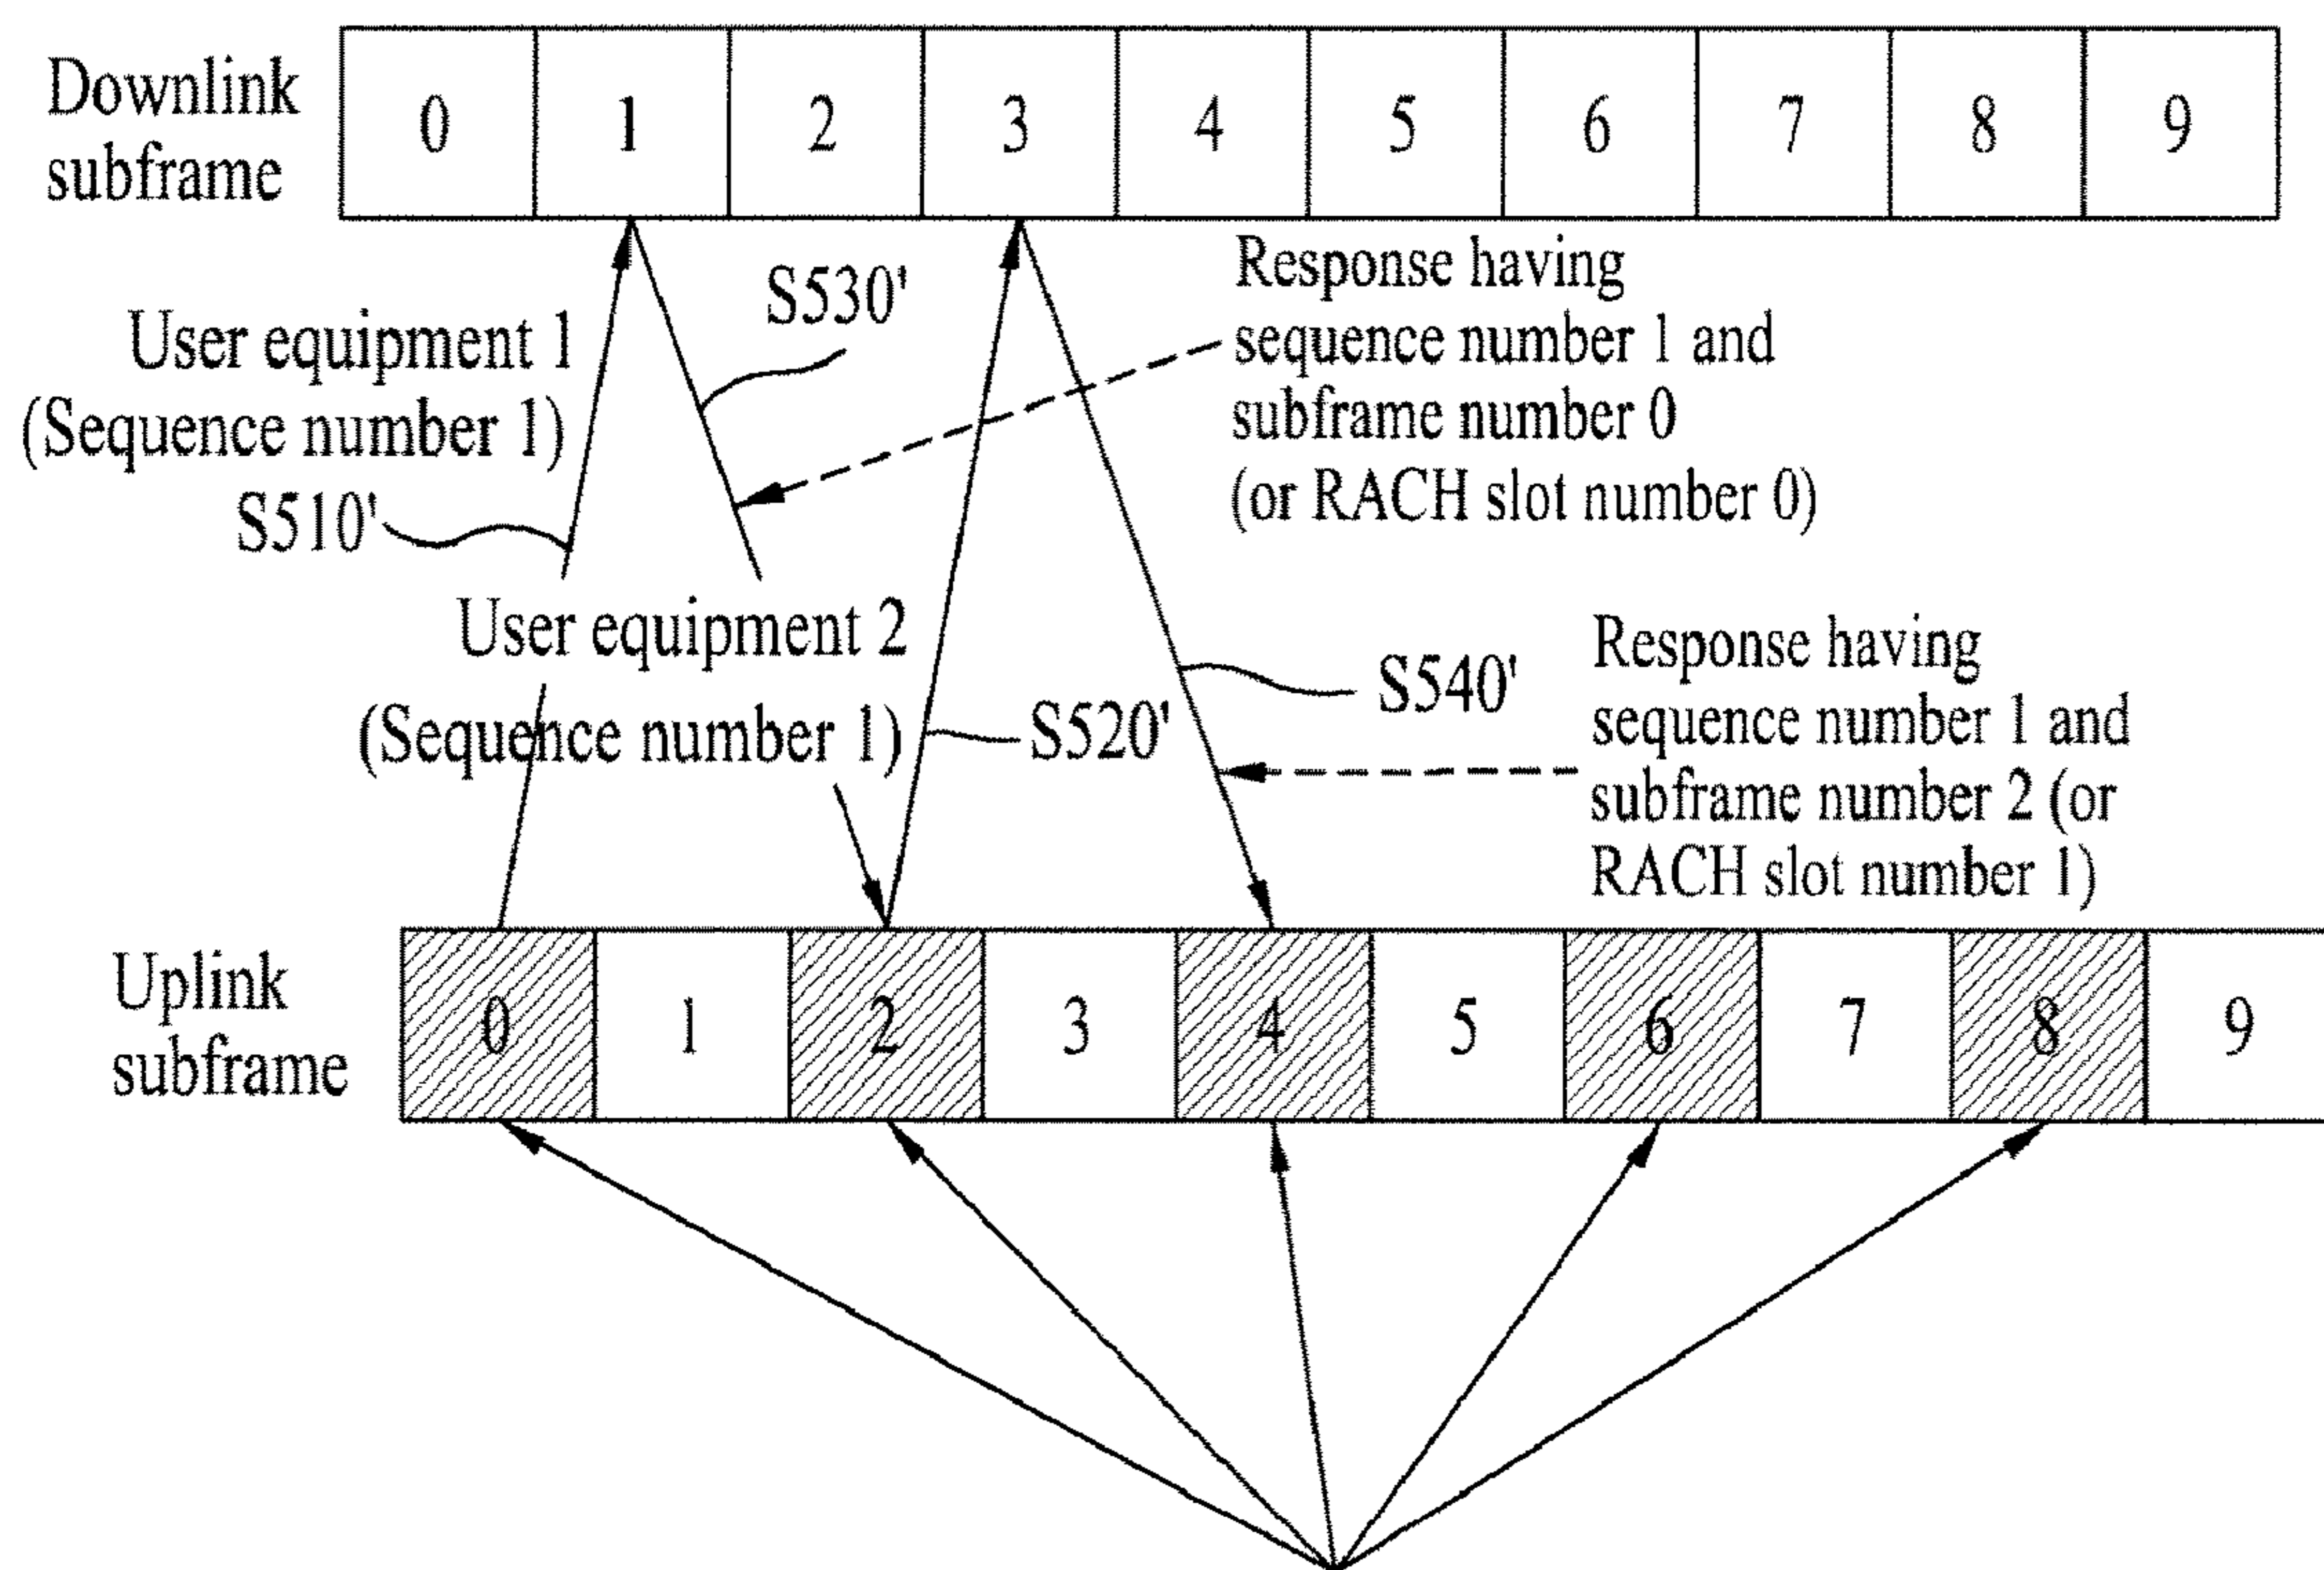 Downlink
subframe
0 1 2 3 4 5 6 7 8 9
User equipment 1
(Sequence number 1)
S510'
S530'
Response having
sequence number 1 and
subframe number 0
(or RACH slot number 0)
User equipment 2
(Sequence number 1)
S520'
S540'
Response having
sequence number 1 and
subframe number 2 (or
RACH slot number 1)
Uplink
subframe
0 1 2 3 4 5 6 7 8 9